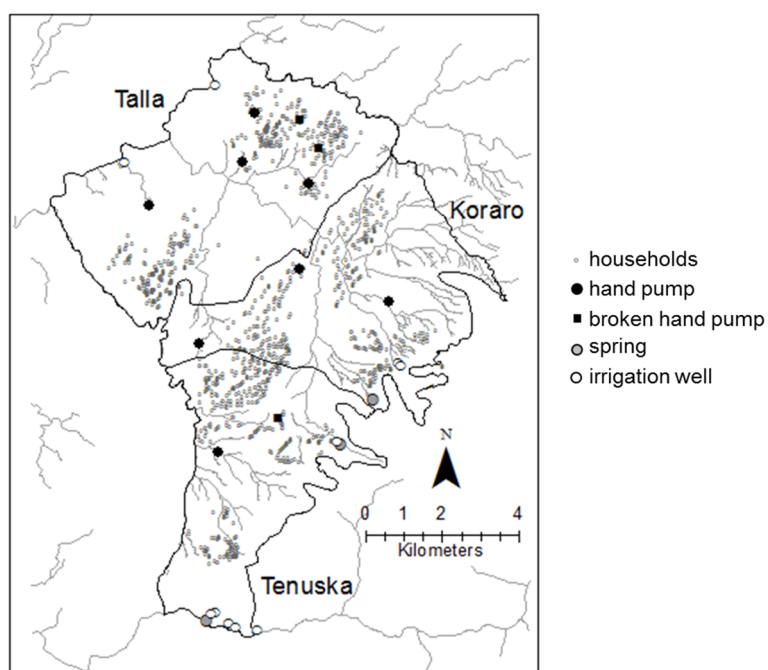 Talla
Koraro
households
hand pump
broken hand pump
spring
irrigation well
N
0 1 2 4
Kilometers
Tenuska